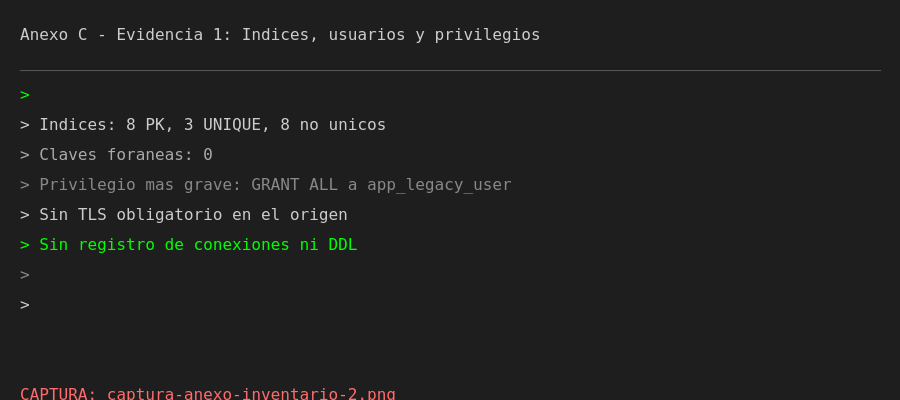 Anexo C - Evidencia 1: Indices, usuarios y privilegios
>
> Indices: 8 PK, 3 UNIQUE, 8 no unicos
> Claves foraneas: 0
> Privilegio mas grave: GRANT ALL a app_legacy_user
> Sin TLS obligatorio en el origen
> Sin registro de conexiones ni DDL
>
>
CAPTURA: captura-anexo-inventario-2.png